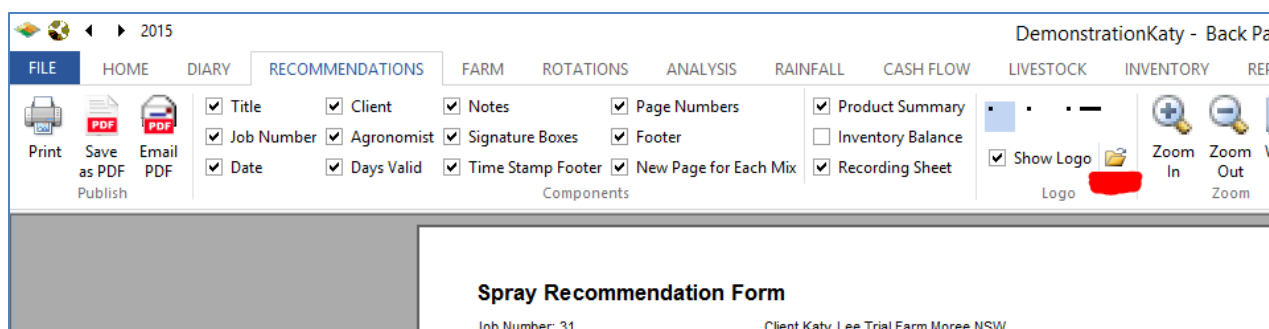 2015
DemonstrationKaty - Back Pa
FILE HOME DIARY RECOMMENDATIONS FARM ROTATIONS ANALYSIS RAINFALL CASH FLOW LIVESTOCK INVENTORY REP
Title Client Notes Page Numbers Product Summary
Job Number Agronomist Signature Boxes Footer Inventory Balance
Date Days Valid Time Stamp Footer New Page for Each Mix Recording Sheet
Print
PDF
Save as PDF
PDF
Email PDF
Show Logo
Zoom In
Zoom Out
Publish Components Logo Zoom
Spray Recommendation Form
Job Number: 31 Client Katy Lee Trial Farm Moree NSW